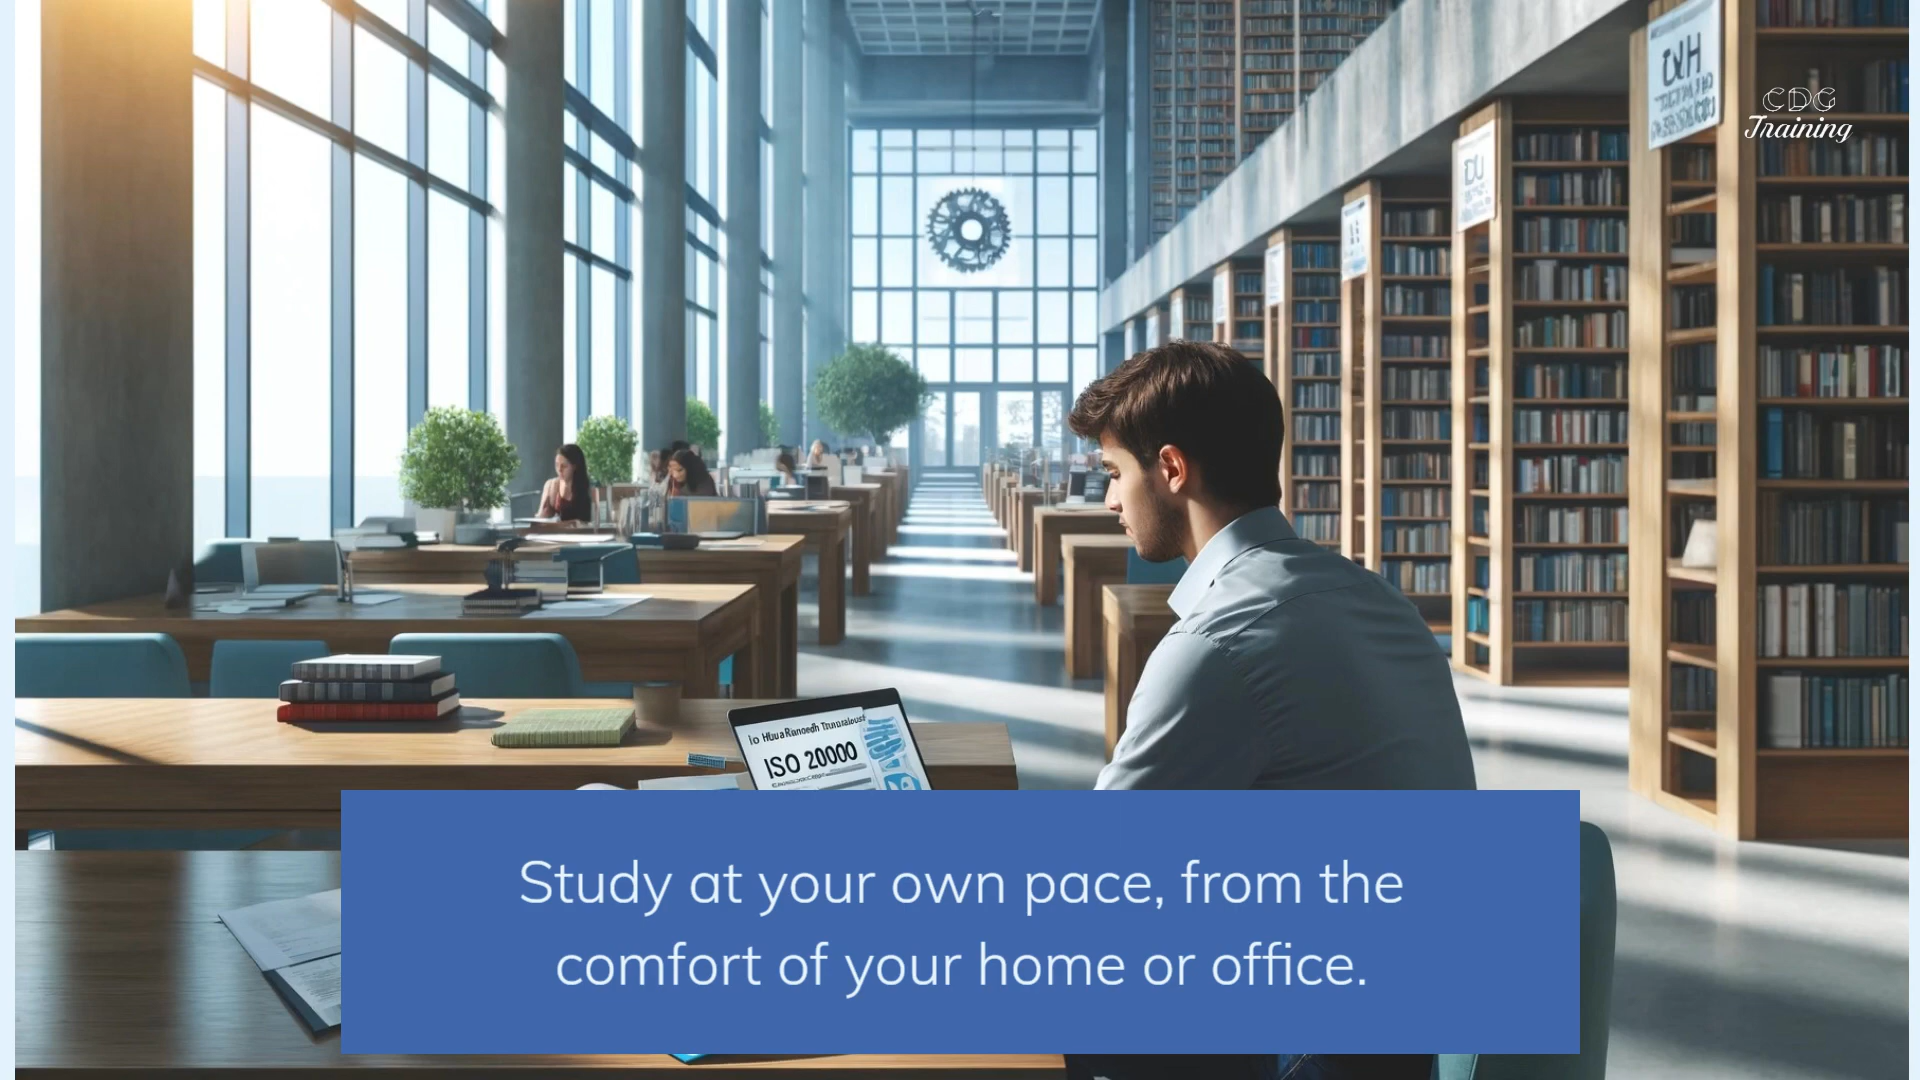 CDG
Training
ISO 20000
Study at your own pace, from the
comfort of your home or office.